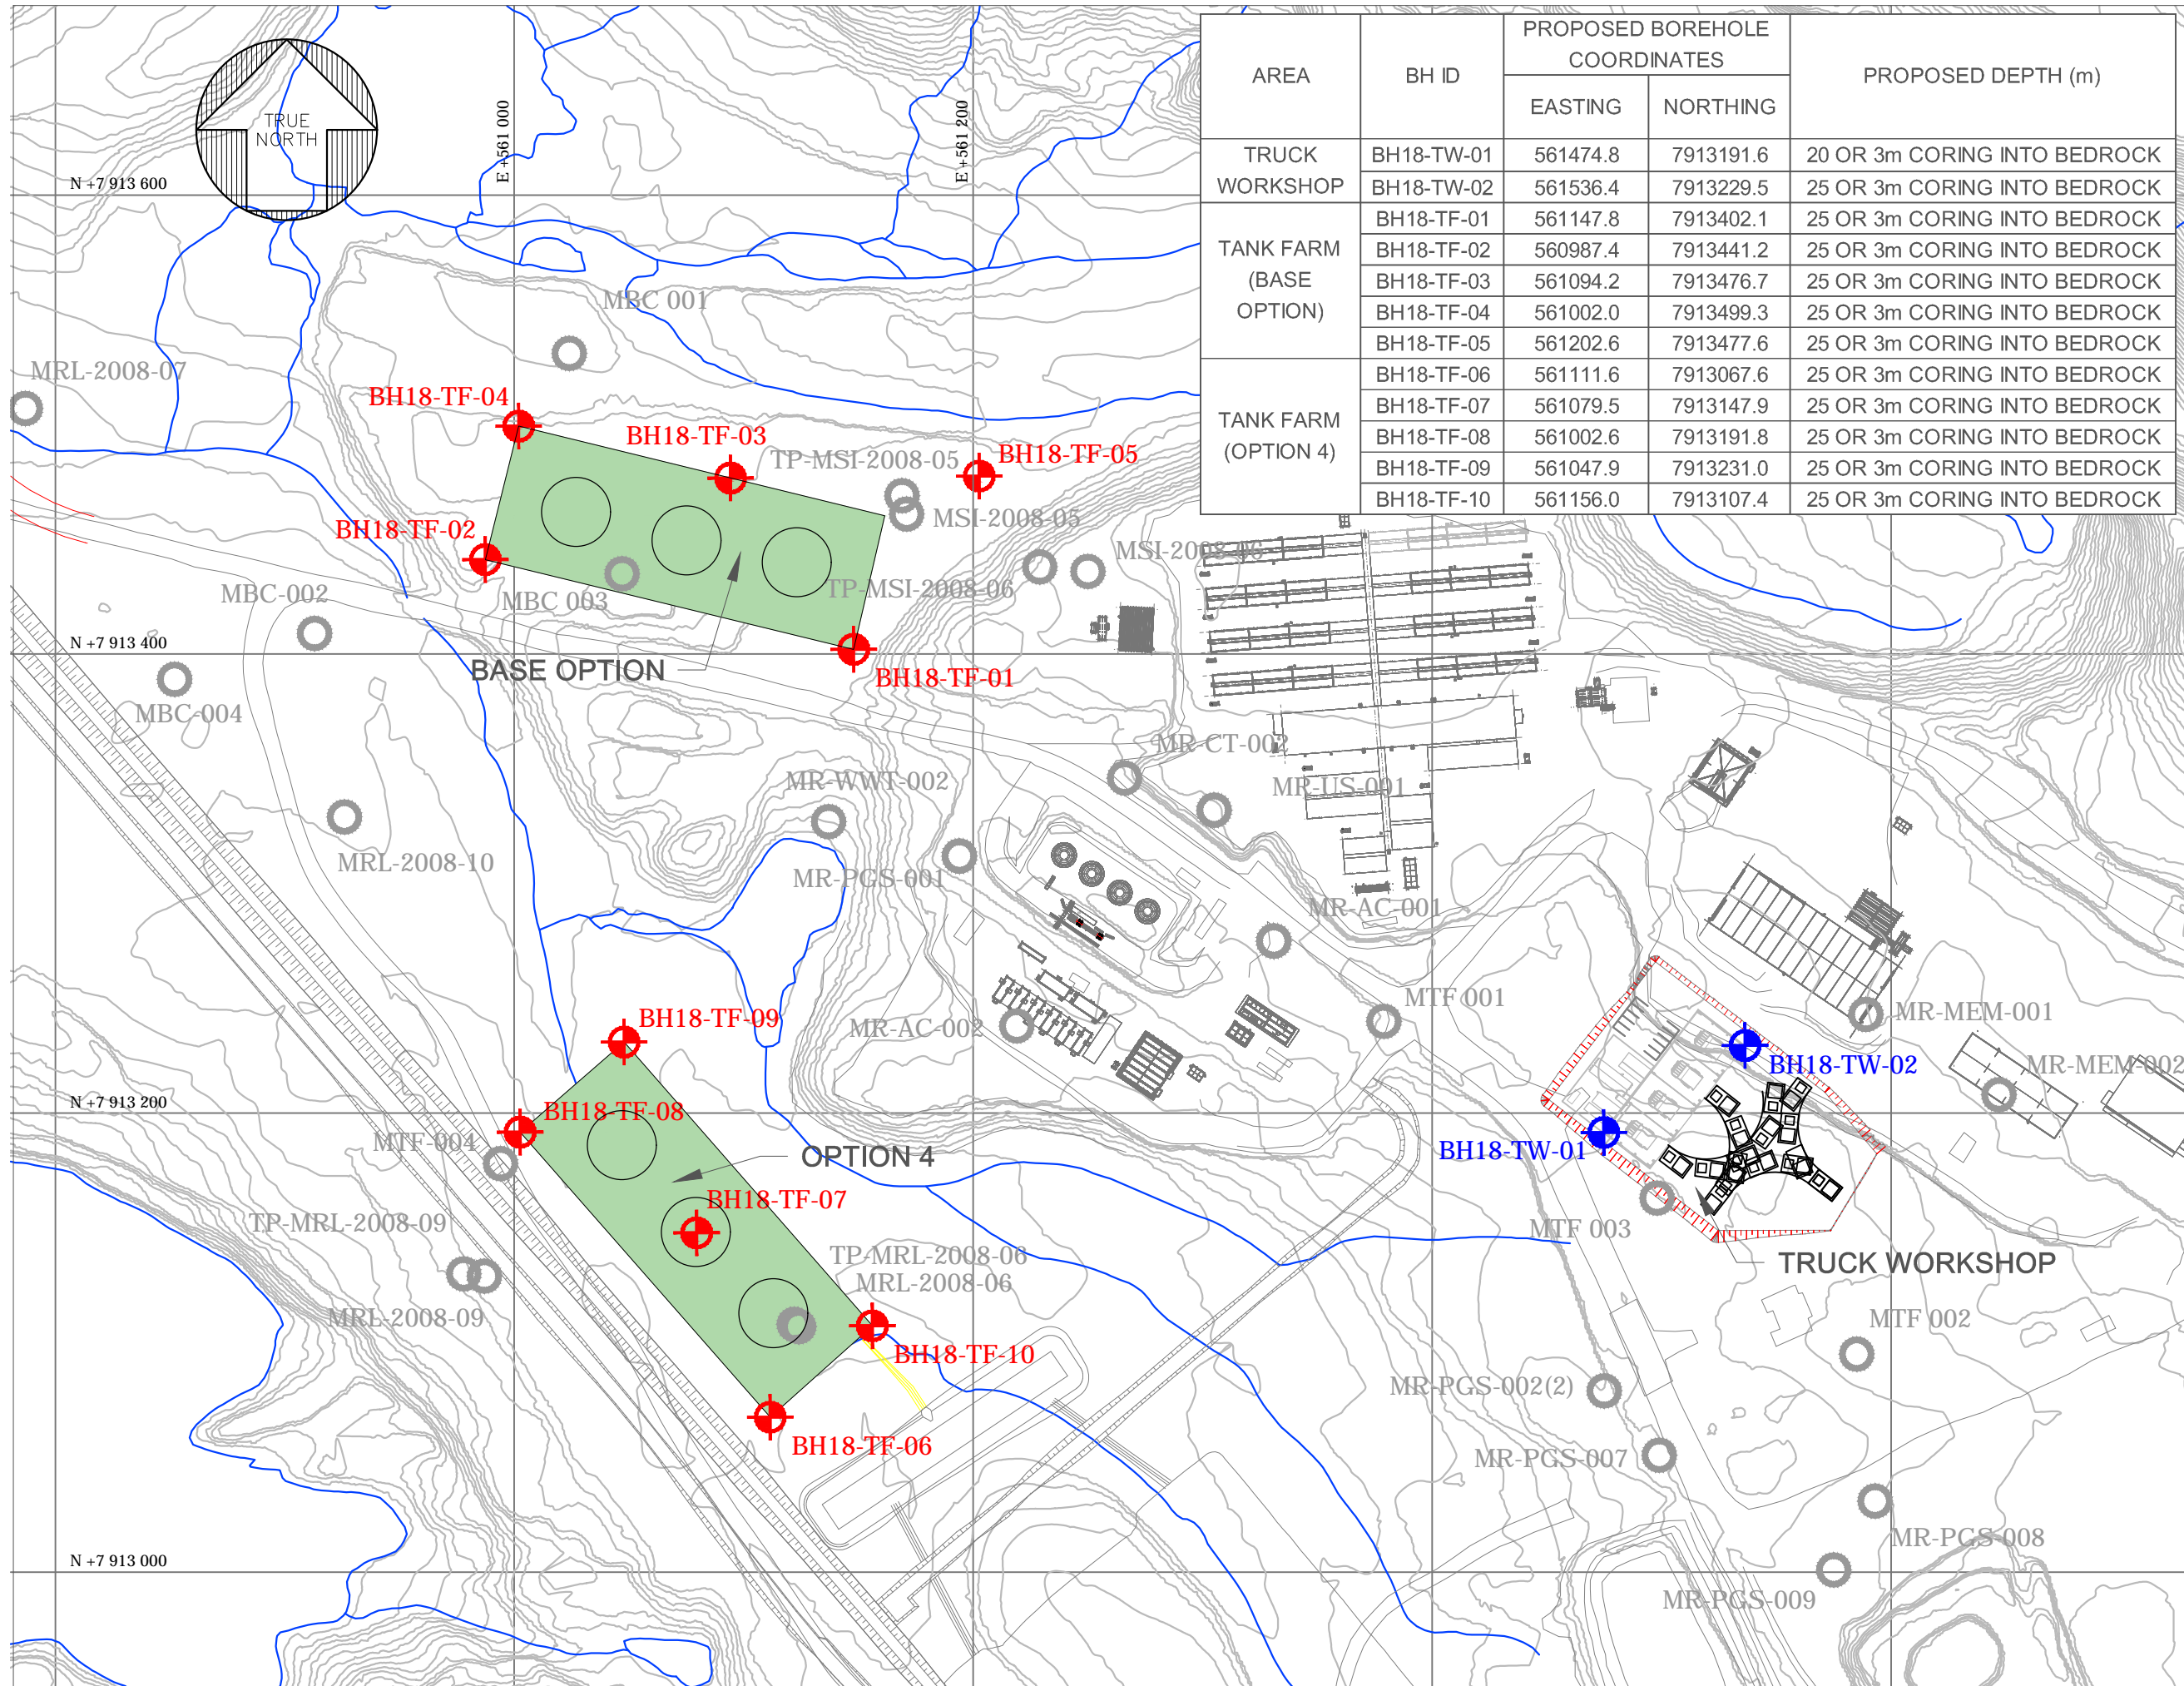 TRUE
NORTH
E +561 000
E +561 200
N +7 913 600
N +7 913 400
N +7 913 200
N +7 913 000
AREA BH ID PROPOSED BOREHOLE COORDINATES PROPOSED DEPTH (m)
EASTING NORTHING
TRUCK WORKSHOP
BH18-TW-01 561474.8 7913191.6 20 OR 3m CORING INTO BEDROCK
BH18-TW-02 561536.4 7913229.5 25 OR 3m CORING INTO BEDROCK
TANK FARM (BASE OPTION)
BH18-TF-01 561147.8 7913402.1 25 OR 3m CORING INTO BEDROCK
BH18-TF-02 560987.4 7913441.2 25 OR 3m CORING INTO BEDROCK
BH18-TF-03 561094.2 7913476.7 25 OR 3m CORING INTO BEDROCK
BH18-TF-04 561002.0 7913499.3 25 OR 3m CORING INTO BEDROCK
BH18-TF-05 561202.6 7913477.6 25 OR 3m CORING INTO BEDROCK
TANK FARM (OPTION 4)
BH18-TF-06 561111.6 7913067.6 25 OR 3m CORING INTO BEDROCK
BH18-TF-07 561079.5 7913147.9 25 OR 3m CORING INTO BEDROCK
BH18-TF-08 561002.6 7913191.8 25 OR 3m CORING INTO BEDROCK
BH18-TF-09 561047.9 7913231.0 25 OR 3m CORING INTO BEDROCK
BH18-TF-10 561156.0 7913107.4 25 OR 3m CORING INTO BEDROCK
MBC 001
MRL-2008-07
BH18-TF-04
BH18-TF-03
TP-MSI-2008-05
BH18-TF-05
MSI-2008-05
BH18-TF-02
MSI-2008-06
TP-MSI-2008-06
MBC-002
MBC 003
BASE OPTION
BH18-TF-01
MBC-004
MR-CT-002
MR-WWT-002
MR-US-001
MRL-2008-10
MR-PGS-001
MR-AC-001
MTF 001
MR-MEM-001
BH18-TF-09
MR-AC-002
BH18-TW-02
MR-MEM-002
BH18-TF-08
MTF-004
OPTION 4
BH18-TW-01
BH18-TF-07
TP-MRL-2008-09
MTF 003
TP-MRL-2008-06
MRL-2008-06
TRUCK WORKSHOP
MRL-2008-09
MTF 002
BH18-TF-10
MR-PGS-002(2)
BH18-TF-06
MR-PGS-007
MR-PGS-008
MR-PGS-009